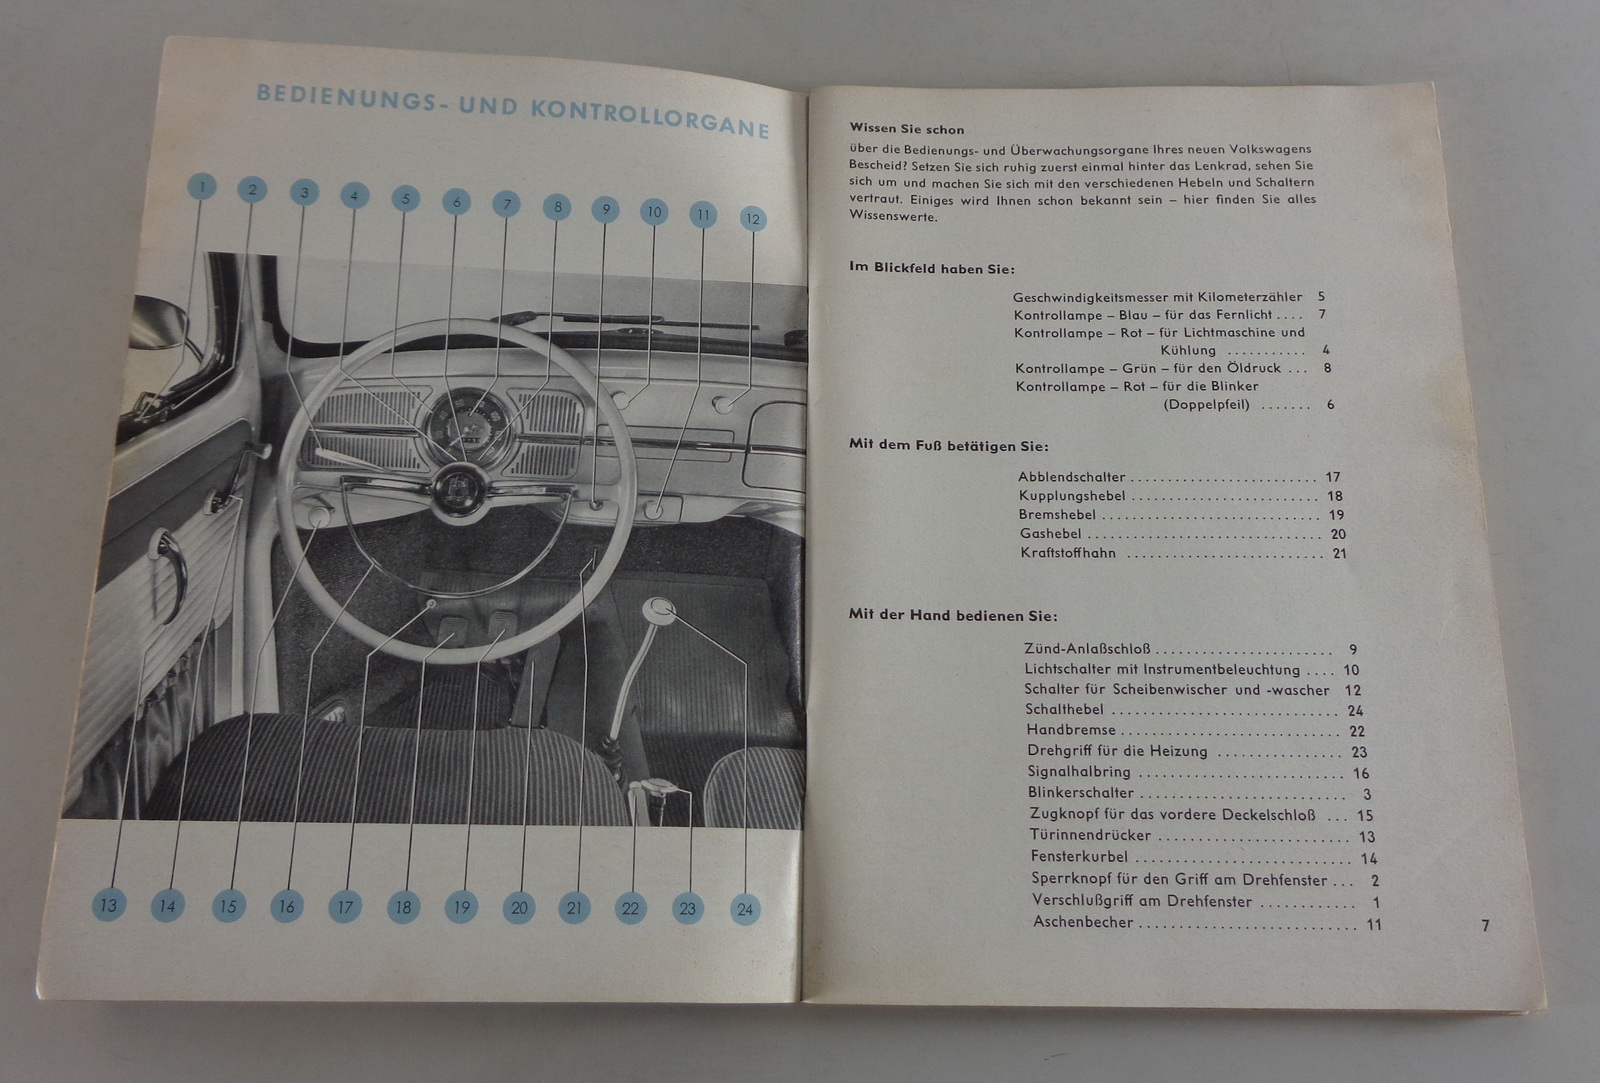 BEDIENUNGS- UND KONTROLLORGANE
1 2 3 4 5 6 7 8 9 10 11 12
13 14 15 16 17 18 19 20 21 22 23 24
Wissen Sie schon
über die Bedienungs- und Überwachungsorgane Ihres neuen Volkswagens
Bescheid? Setzen Sie sich ruhig zuerst einmal hinter das Lenkrad, sehen Sie
sich um und machen Sie sich mit den verschiedenen Hebeln und Schaltern
vertraut. Einiges wird Ihnen schon bekannt sein – hier finden Sie alles
Wissenswerte.
Im Blickfeld haben Sie:
Geschwindigkeitsmesser mit Kilometerzähler 5
Kontrollampe – Blau – für das Fernlicht .... 7
Kontrollampe – Rot – für Lichtmaschine und
Kühlung ........... 4
Kontrollampe – Grün – für den Öldruck ... 8
Kontrollampe – Rot – für die Blinker
(Doppelpfeil) ....... 6
Mit dem Fuß betätigen Sie:
Abblendschalter ........................ 17
Kupplungshebel ........................ 18
Bremshebel ............................ 19
Gashebel .............................. 20
Kraftstoffhahn ......................... 21
Mit der Hand bedienen Sie:
Zünd-Anlaßschloß ....................... 9
Lichtschalter mit Instrumentbeleuchtung .... 10
Schalter für Scheibenwischer und -wascher 12
Schalthebel ............................. 24
Handbremse ............................ 22
Drehgriff für die Heizung ................ 23
Signalhalbring .......................... 16
Blinkerschalter .......................... 3
Zugknopf für das vordere Deckelschloß ... 15
Türinnendrücker ........................ 13
Fensterkurbel ........................... 14
Sperrknopf für den Griff am Drehfenster ... 2
Verschlußgriff am Drehfenster ............ 1
Aschenbecher ............................ 11
7